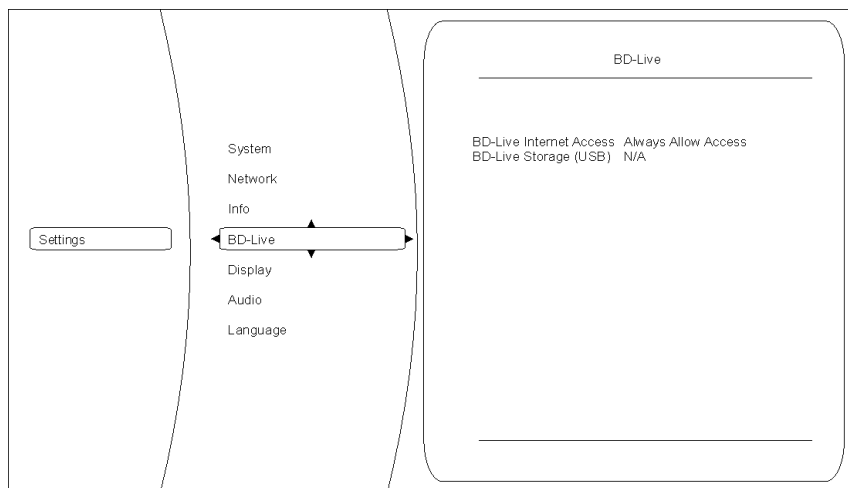 Settings
System
Network
Info
BD-Live
Display
Audio
Language
BD-Live
BD-Live Internet Access Always Allow Access
BD-Live Storage (USB) N/A